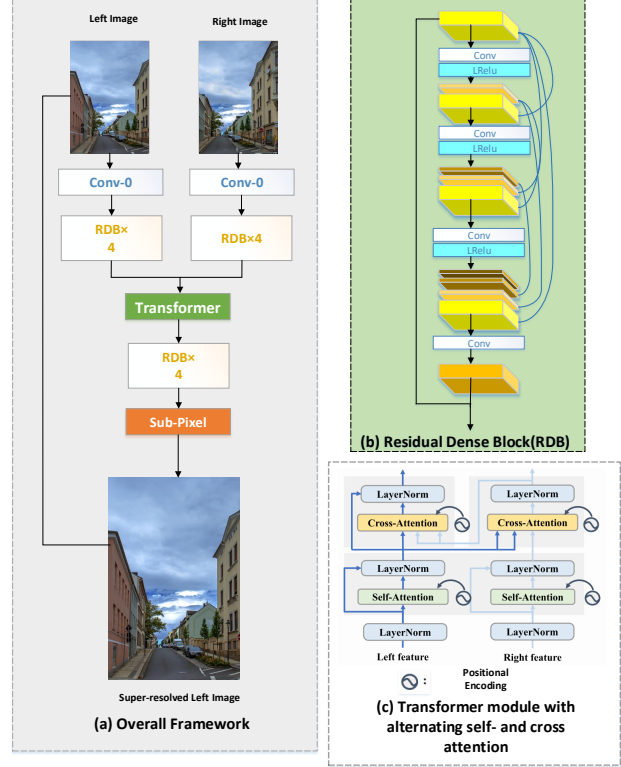 Left Image
Right Image
Conv-0
Conv-0
RDB×
4
RDB×4
Transformer
RDB×
4
Sub-Pixel
Super-resolved Left Image
(a) Overall Framework
Conv
LRelu
Conv
LRelu
Conv
LRelu
Conv
(b) Residual Dense Block(RDB)
LayerNorm
LayerNorm
Cross-Attention
Cross-Attention
LayerNorm
LayerNorm
Self-Attention
Self-Attention
LayerNorm
LayerNorm
Left feature
Right feature
: Positional
Encoding
(c) Transformer module with
alternating self- and cross
attention